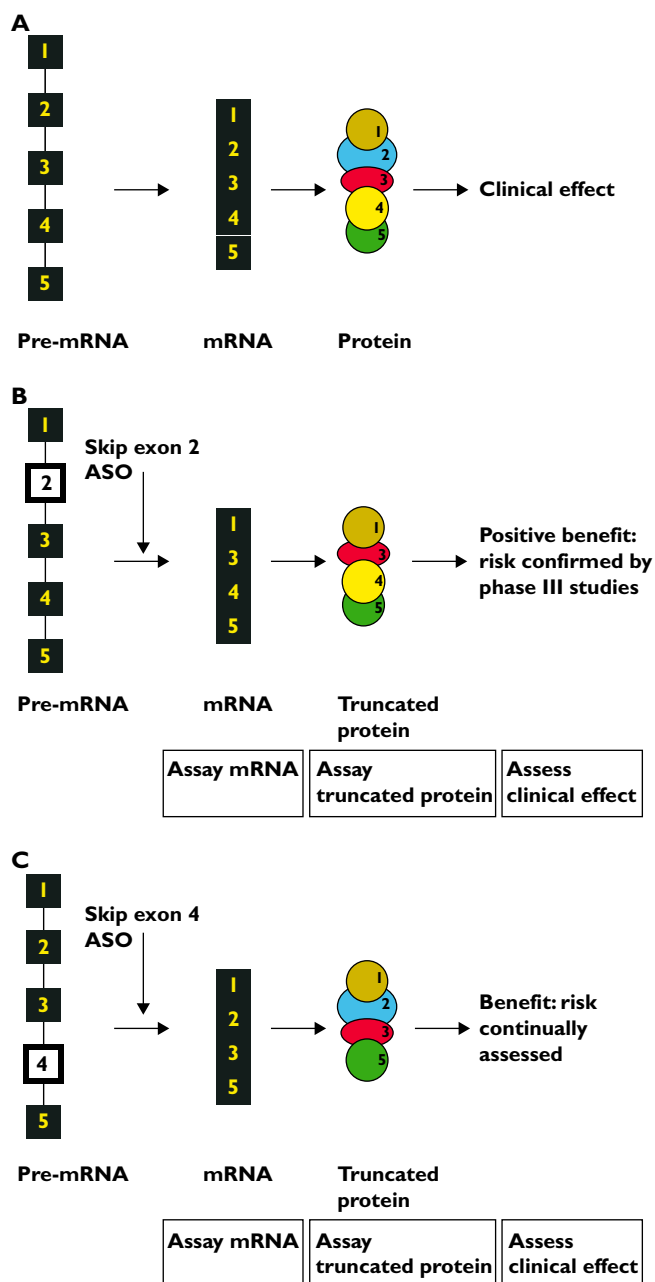 A
1
2
3
4
5
1
2
3
4
5
1
2
3
4
5
Clinical effect
Pre-mRNA
mRNA
Protein
B
1
2
3
4
5
Skip exon 2
ASO
1
3
4
5
1
3
4
5
Positive benefit:
risk confirmed by
phase III studies
Pre-mRNA
mRNA
Truncated
protein
Assay mRNA
Assay
truncated protein
Assess
clinical effect
C
1
2
3
4
5
Skip exon 4
ASO
1
2
3
5
1
2
3
5
Benefit: risk
continually
assessed
Pre-mRNA
mRNA
Truncated
protein
Assay mRNA
Assay
truncated protein
Assess
clinical effect